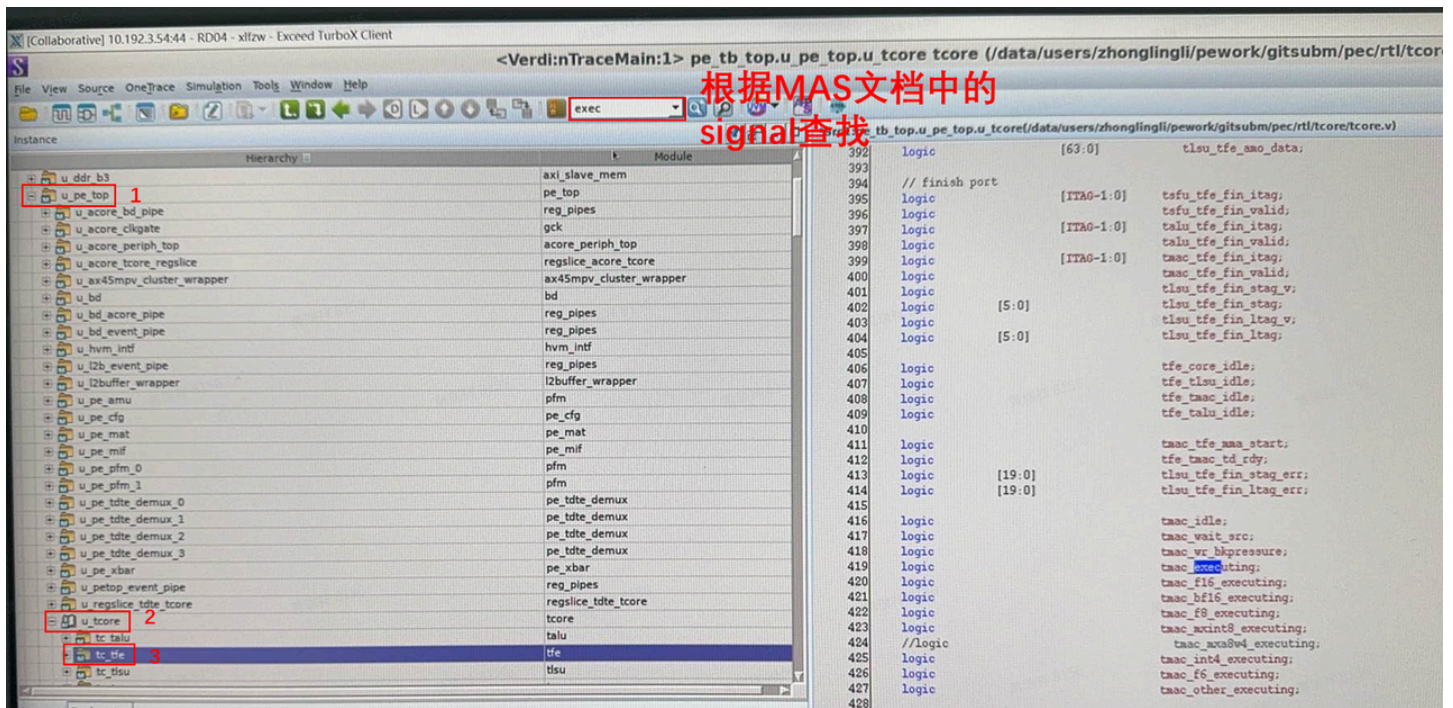 [Collaborative] 10.192.3.54:44 - RD04 - xlfzw - Exceed TurboX Client
<Verdi:nTraceMain:1> pe_tb_top.u_pe_top.u_tcore tcore (/data/users/zhonglingli/pework/gitsubm/pec/rtl/tcor
File View Source OneTrace Simulation Tools Window Help
exec
根据MAS文档中的
signal查找
Instance
tb_top.u_pe_top.u_tcore(/data/users/zhonglingli/pework/gitsubm/pec/rtl/tcore/tcore.v)
Hierarchy Module
u_ddr_b3 axi_slave_mem
u_pe_top 1 pe_top
u_acore_bd_pipe reg_pipes
u_acore_clkgate gck
u_acore_periph_top acore_periph_top
u_acore_tcore_regslice regslice_acore_tcore
u_ax45mpv_cluster_wrapper ax45mpv_cluster_wrapper
u_bd bd
u_bd_acore_pipe reg_pipes
u_bd_event_pipe reg_pipes
u_hvm_intf hvm_intf
u_l2b_event_pipe reg_pipes
u_l2buffer_wrapper l2buffer_wrapper
u_pe_amu pfm
u_pe_cfg pe_cfg
u_pe_mat pe_mat
u_pe_mif pe_mif
u_pe_pfm_0 pfm
u_pe_pfm_1 pfm
u_pe_tdte_demux_0 pe_tdte_demux
u_pe_tdte_demux_1 pe_tdte_demux
u_pe_tdte_demux_2 pe_tdte_demux
u_pe_tdte_demux_3 pe_tdte_demux
u_pe_xbar pe_xbar
u_petop_event_pipe reg_pipes
u_regslice_tdte_tcore regslice_tdte_tcore
u_tcore 2 tcore
tc_talu talu
tc_tfe 3 tfe
tc_tlsu tlsu
392 logic [63:0] tlsu_tfe_amo_data;
393
394 // finish port
395 logic [ITAG-1:0] tsfu_tfe_fin_itag;
396 logic tsfu_tfe_fin_valid;
397 logic [ITAG-1:0] talu_tfe_fin_itag;
398 logic talu_tfe_fin_valid;
399 logic [ITAG-1:0] tmac_tfe_fin_itag;
400 logic tmac_tfe_fin_valid;
401 logic tlsu_tfe_fin_stag_v;
402 logic [5:0] tlsu_tfe_fin_stag;
403 logic tlsu_tfe_fin_ltag_v;
404 logic [5:0] tlsu_tfe_fin_ltag;
405
406 logic tfe_core_idle;
407 logic tfe_tlsu_idle;
408 logic tfe_tmac_idle;
409 logic tfe_talu_idle;
410
411 logic tmac_tfe_mma_start;
412 logic tfe_tmac_td_rdy;
413 logic [19:0] tlsu_tfe_fin_stag_err;
414 logic [19:0] tlsu_tfe_fin_ltag_err;
415
416 logic tmac_idle;
417 logic tmac_wait_src;
418 logic tmac_wr_bkpressure;
419 logic tmac_executing;
420 logic tmac_f16_executing;
421 logic tmac_bf16_executing;
422 logic tmac_f8_executing;
423 logic tmac_mxint8_executing;
424 //logic tmac_mxa8w4_executing;
425 logic tmac_int4_executing;
426 logic tmac_f6_executing;
427 logic tmac_other_executing;
428